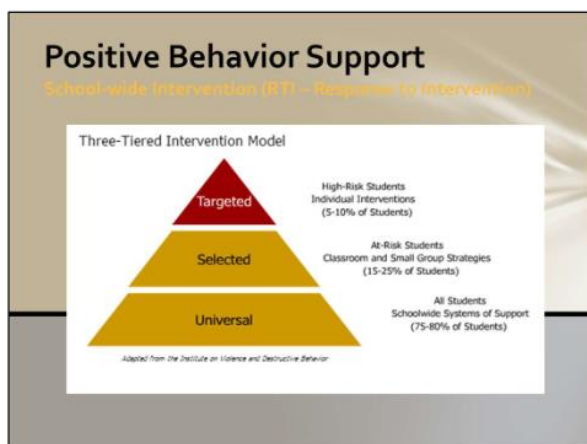 Positive Behavior Support
School-wide Intervention (RTI – Response to Intervention)
Three-Tiered Intervention Model
Targeted
High-Risk Students
Individual Interventions
(5-10% of Students)
Selected
At-Risk Students
Classroom and Small Group Strategies
(15-25% of Students)
Universal
All Students
Schoolwide Systems of Support
(75-80% of Students)
Adapted from the Institute on Violence and Destructive Behavior